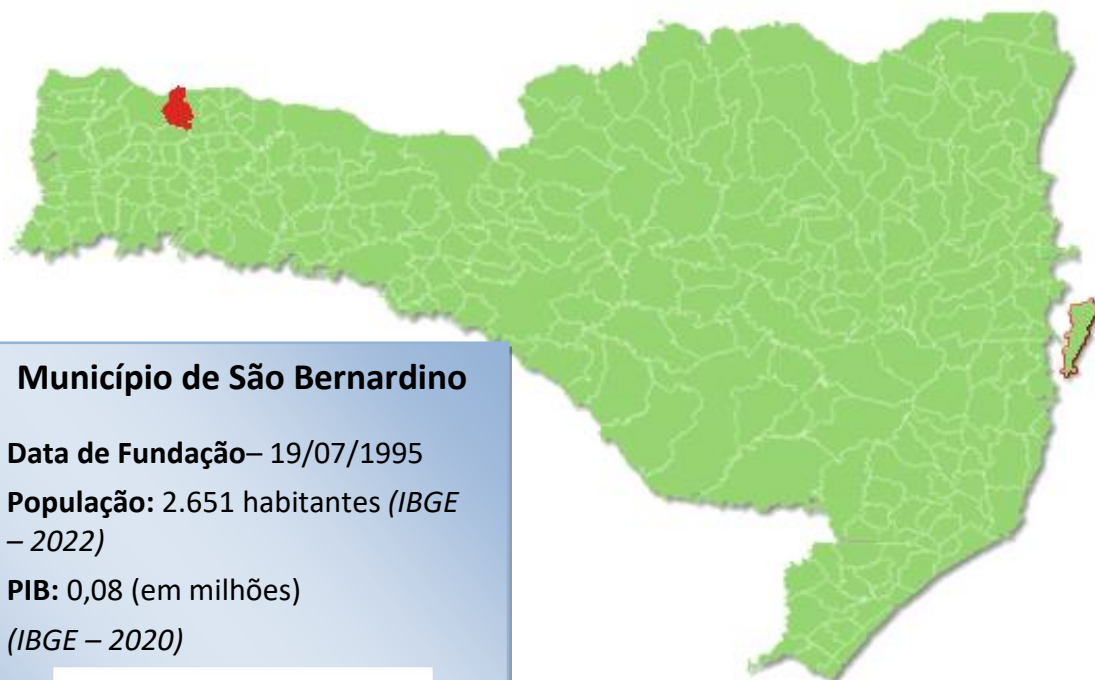 Município de São Bernardino
Data de Fundação– 19/07/1995
População: 2.651 habitantes (IBGE
– 2022)
PIB: 0,08 (em milhões)
(IBGE – 2020)